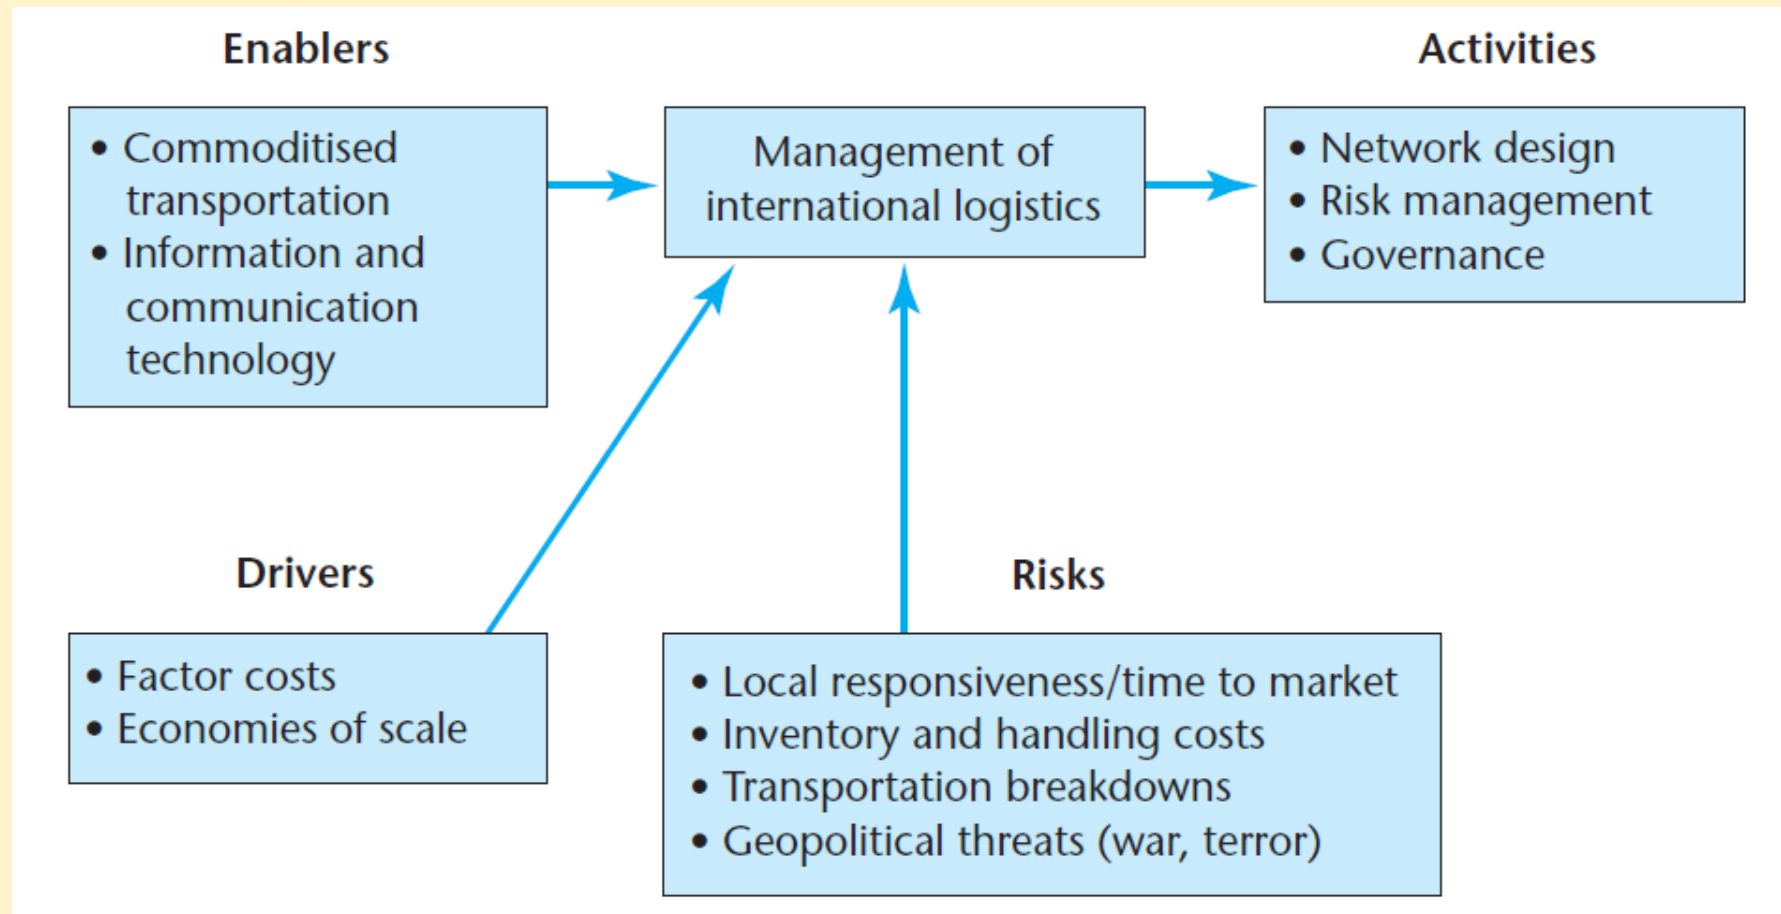 Enablers
• Commoditised
transportation
• Information and
communication
technology
Management of
international logistics
Activities
• Network design
• Risk management
• Governance
Drivers
• Factor costs
• Economies of scale
Risks
• Local responsiveness/time to market
• Inventory and handling costs
• Transportation breakdowns
• Geopolitical threats (war, terror)